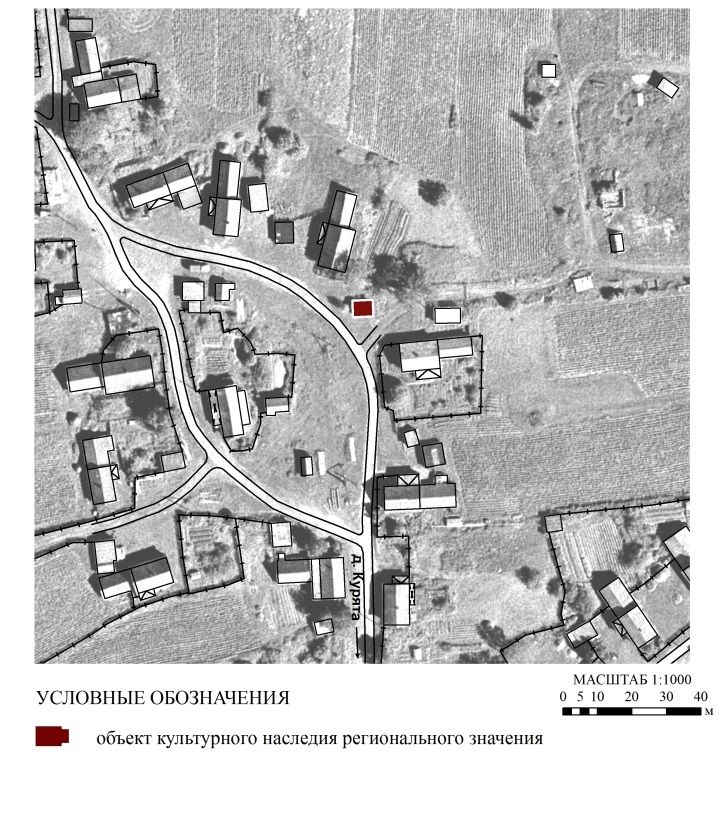 д. Курята
МАСШТАБ 1:1000
УСЛОВНЫЕ ОБОЗНАЧЕНИЯ
0 5 10 20 30 40
м
объект культурного наследия регионального значения